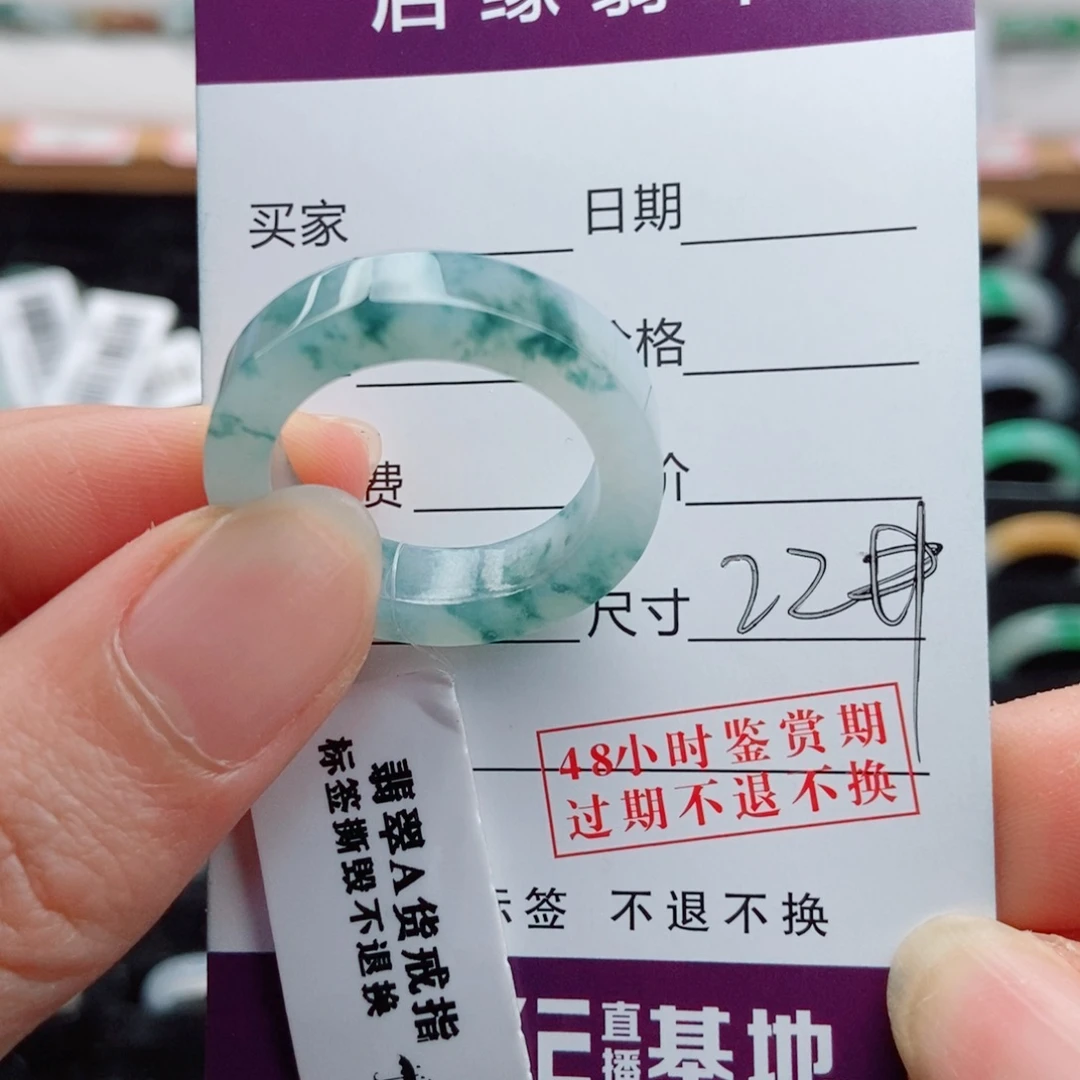 买家 日期
格
费 价
尺寸 22
48小时鉴赏期
过期不退不换
签 不退不换
翡翠A货戒指
标签撕毁不退换
直播基地